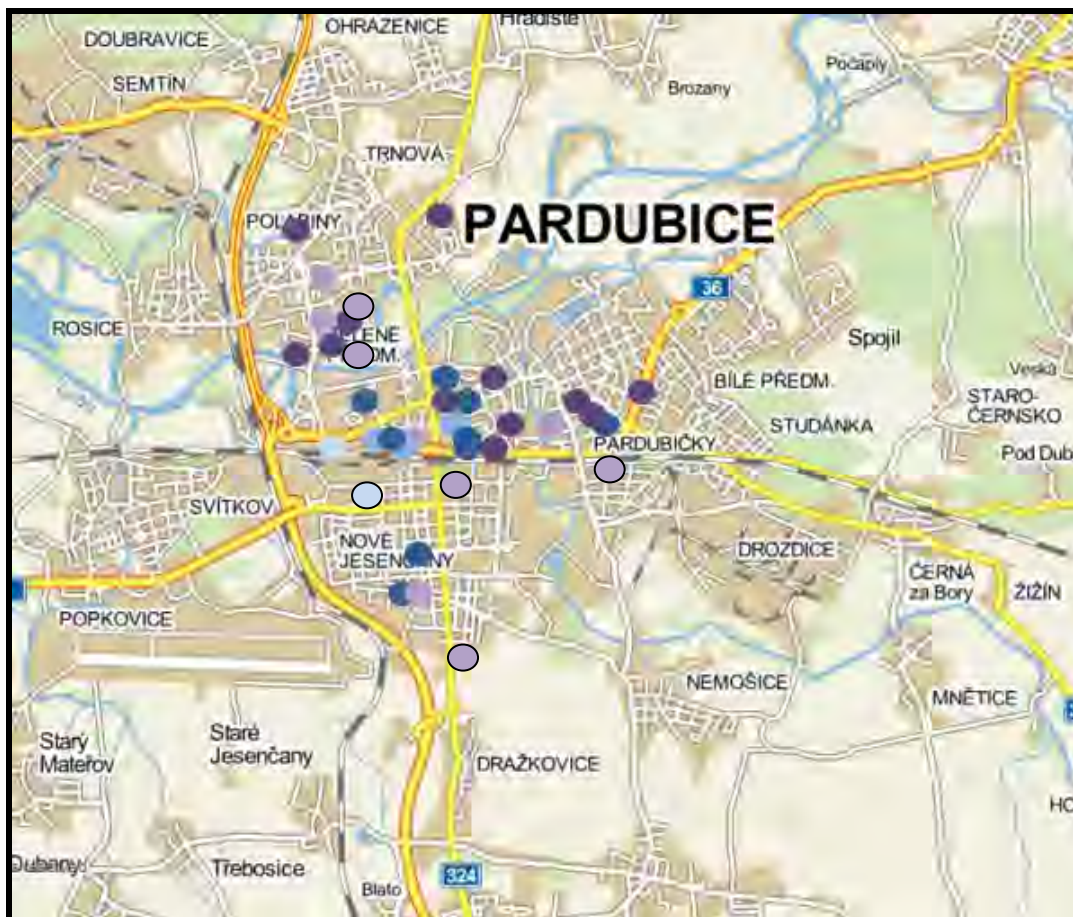 Hradiště
OHRAZENICE
DOUBRAVICE
SEMTÍN
Počaply
Brozany
TRNOVÁ
POLABINY
PARDUBICE
36
ROSICE
Spojil
BÍLÉ PŘEDM.
Veská
STARO-
ČERNSKO
STUDÁNKA
PARDUBIČKY
Pod Dub
SVÍTKOV
NOVÉ
DROZDICE
ČERNÁ
za Bory
ŽIŽÍN
POPKOVICE
NEMOŠICE
MNĚTICE
Starý
Mateřov
Staré
Jesenčany
DRAŽKOVICE
HO
Dubany
Třebosice
324
Blato